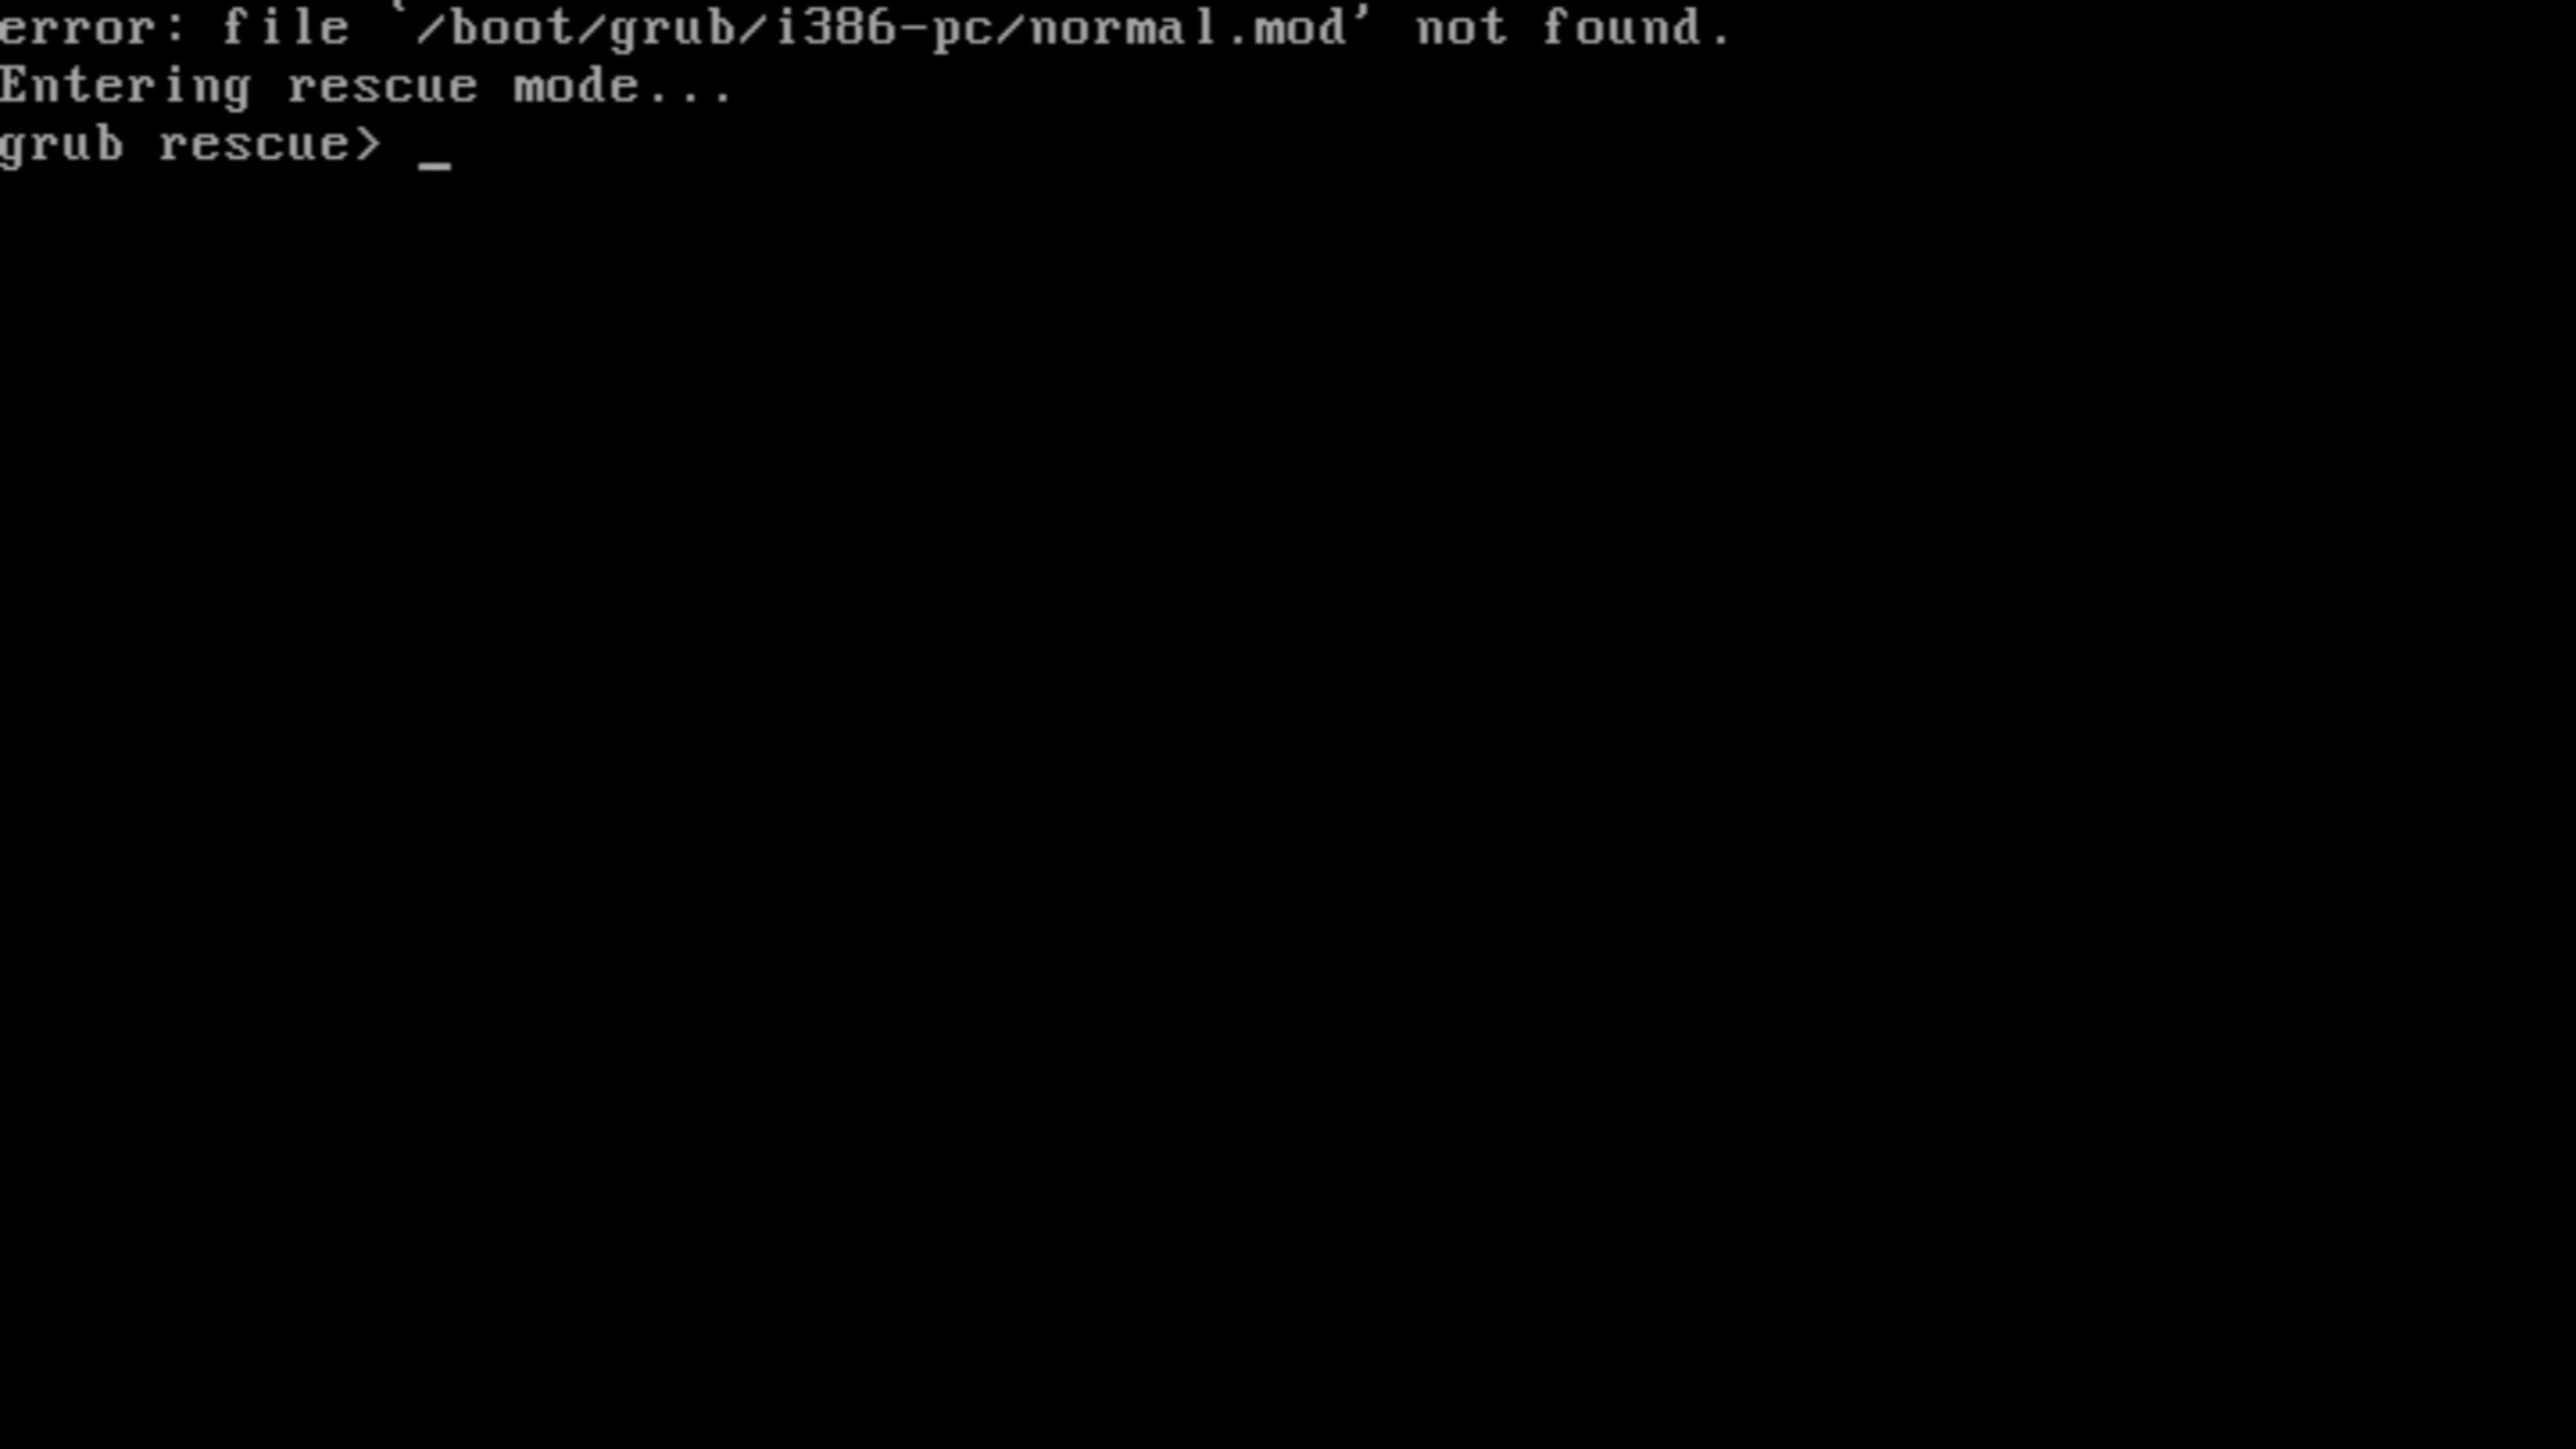 error: file `/boot/grub/i386-pc/normal.mod' not found.
Entering rescue mode...
grub rescue> _